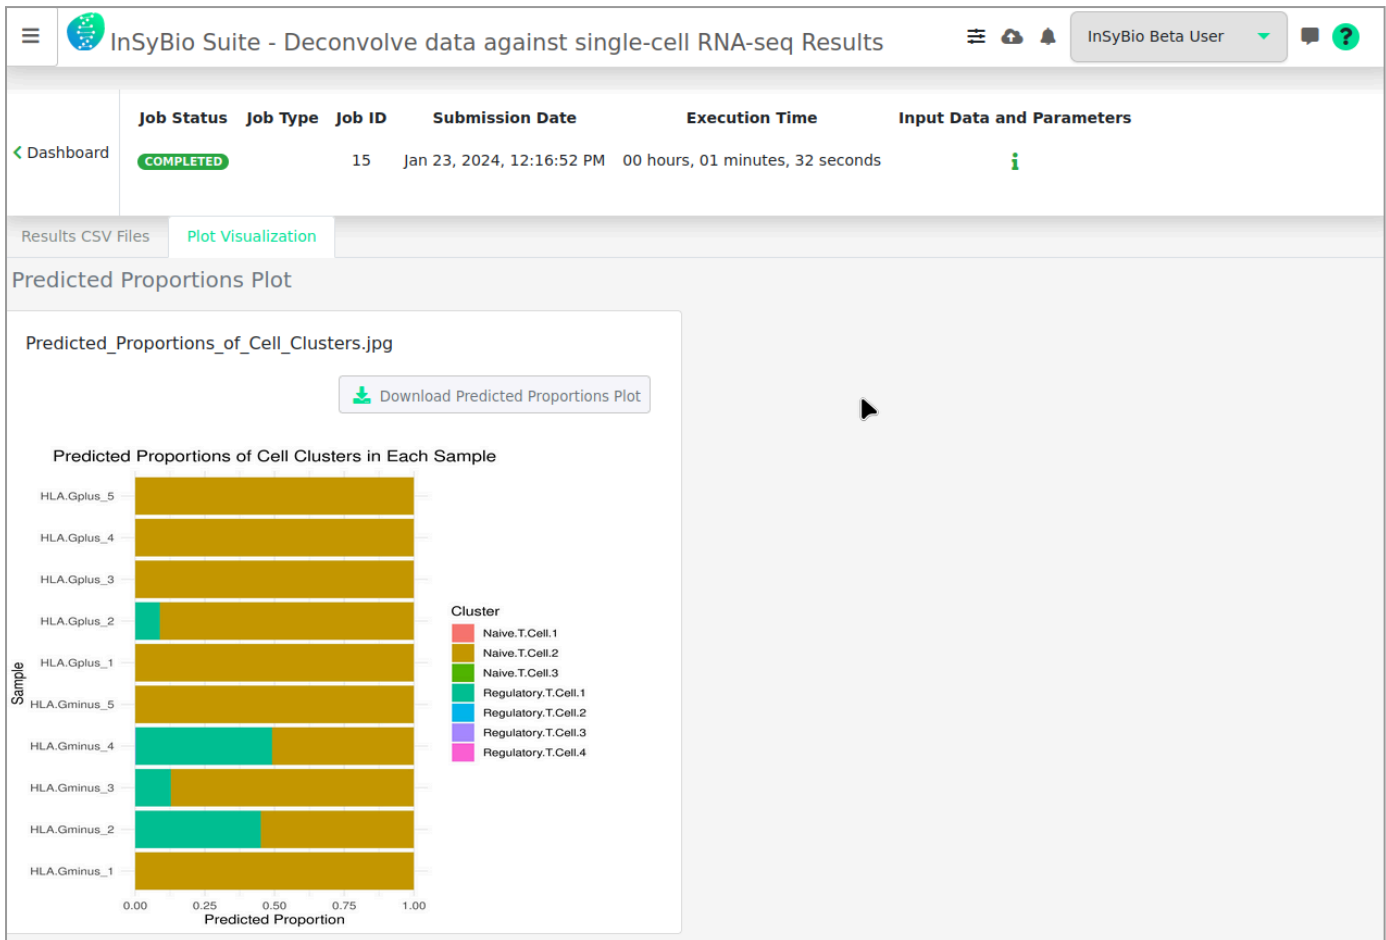 InSyBio Suite - Deconvolve data against single-cell RNA-seq Results
InSyBio Beta User
?
Dashboard
Job Status Job Type Job ID Submission Date Execution Time Input Data and Parameters
COMPLETED 15 Jan 23, 2024, 12:16:52 PM 00 hours, 01 minutes, 32 seconds i
Results CSV Files Plot Visualization
Predicted Proportions Plot
Predicted_Proportions_of_Cell_Clusters.jpg
Download Predicted Proportions Plot
Predicted Proportions of Cell Clusters in Each Sample
Sample
HLA.Gplus_5
HLA.Gplus_4
HLA.Gplus_3
HLA.Gplus_2
HLA.Gplus_1
HLA.Gminus_5
HLA.Gminus_4
HLA.Gminus_3
HLA.Gminus_2
HLA.Gminus_1
0.00 0.25 0.50 0.75 1.00
Predicted Proportion
Cluster
Naive.T.Cell.1
Naive.T.Cell.2
Naive.T.Cell.3
Regulatory.T.Cell.1
Regulatory.T.Cell.2
Regulatory.T.Cell.3
Regulatory.T.Cell.4